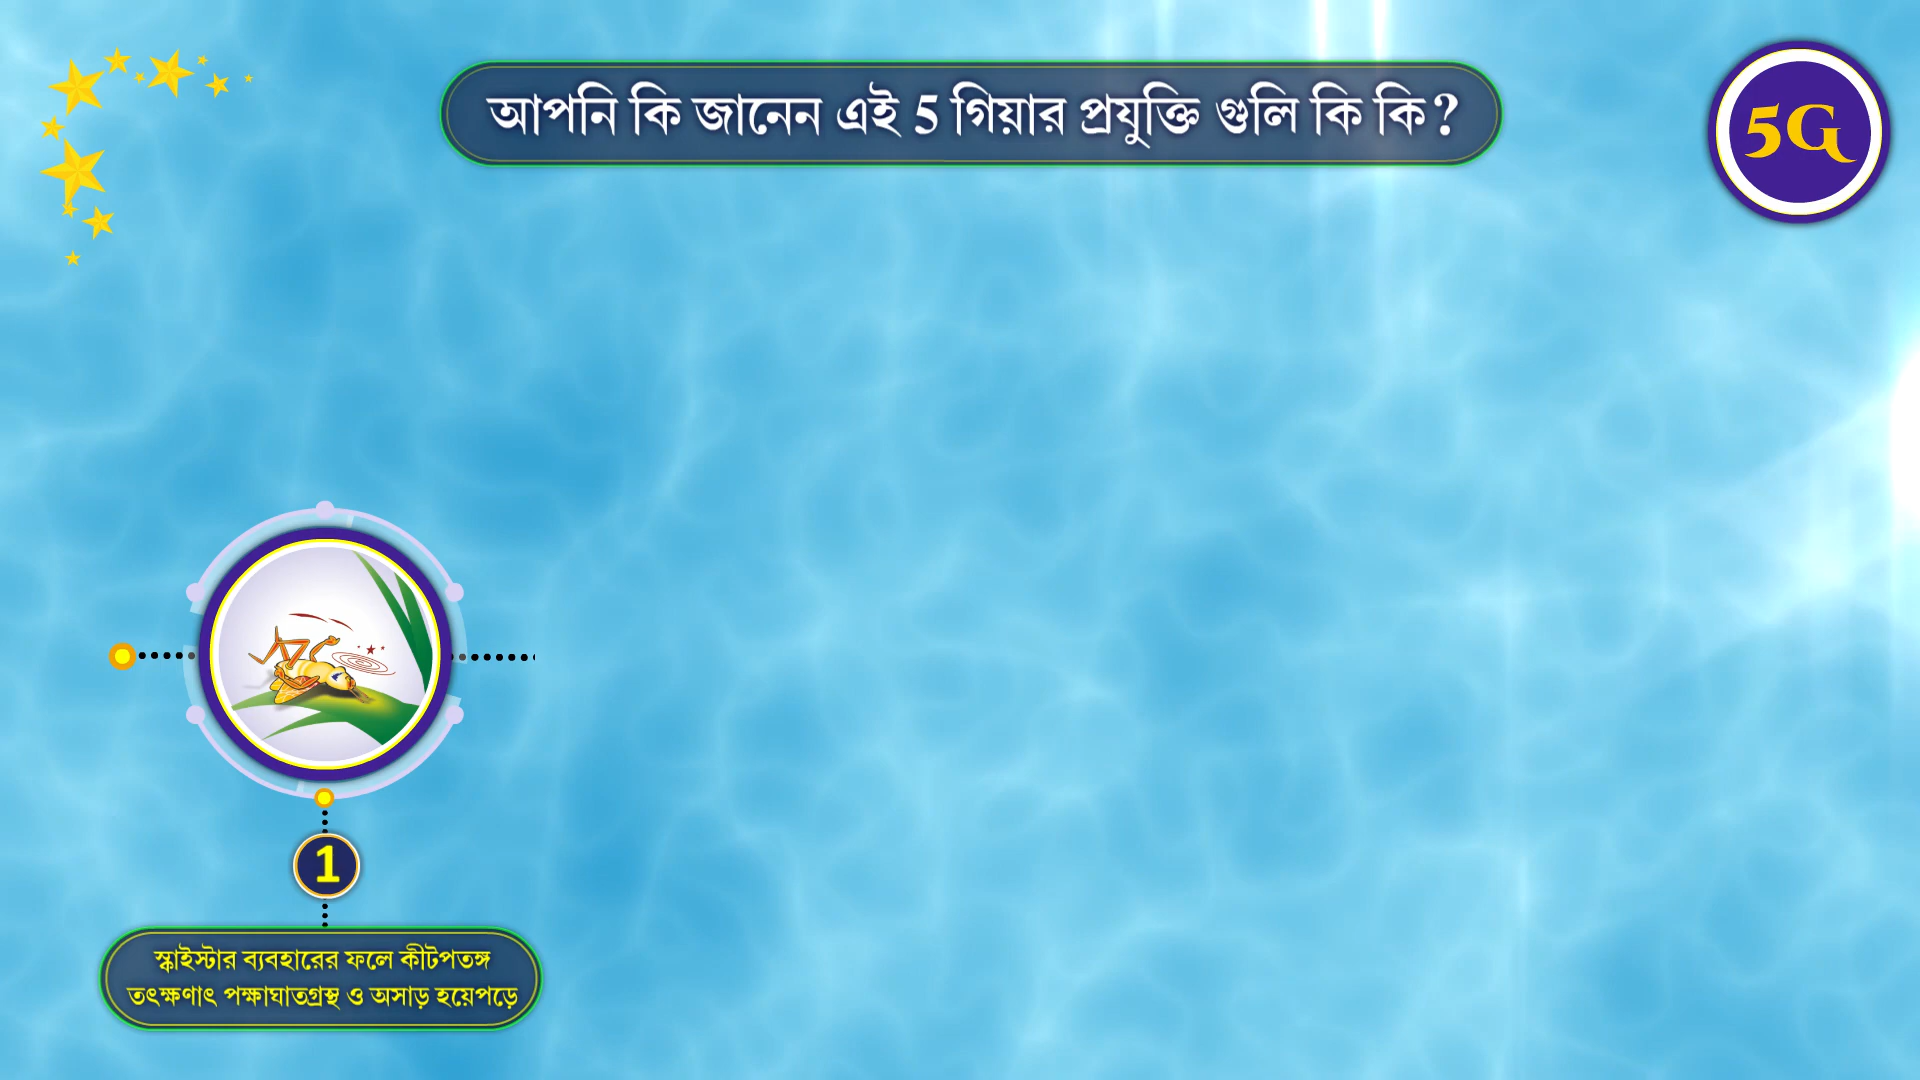 আপনি কি জানেন এই 5 গিয়ার প্রযুক্তি গুলি কি কি?
5G
1
স্কাইস্টার ব্যবহারের ফলে কীটপতঙ্গ
তৎক্ষণাৎ পক্ষাঘাতগ্রস্থ ও অসাড় হয়েপড়ে